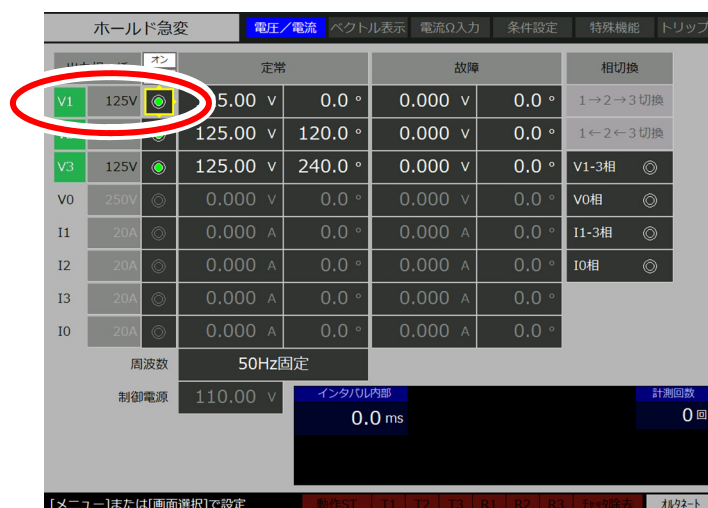 ホールド急変 電圧／電流 ベクトル表示 電流Ω入力 条件設定 特殊機能 トリップ
オン 定常 故障 相切換
V1 125V 5.00 V 0.0 ° 0.000 V 0.0 ° 1→2→3切換
125.00 V 120.0 ° 0.000 V 0.0 ° 1←2←3切換
V3 125V 125.00 V 240.0 ° 0.000 V 0.0 ° V1-3相
V0 250V 0.000 V 0.0 ° 0.000 V 0.0 ° V0相
I1 20A 0.000 A 0.0 ° 0.000 A 0.0 ° I1-3相
I2 20A 0.000 A 0.0 ° 0.000 A 0.0 ° I0相
I3 20A 0.000 A 0.0 ° 0.000 A 0.0 °
I0 20A 0.000 A 0.0 ° 0.000 A 0.0 °
周波数 50Hz固定
制御電源 110.00 V インタバル内部 計測回数
0.0 ms 0 回
[メニュー]または[画面選択]で設定 動作ST T1 T2 T3 R1 R2 R3 ﾁｬｯﾀ除去 ｵﾙﾀﾈｰﾄ